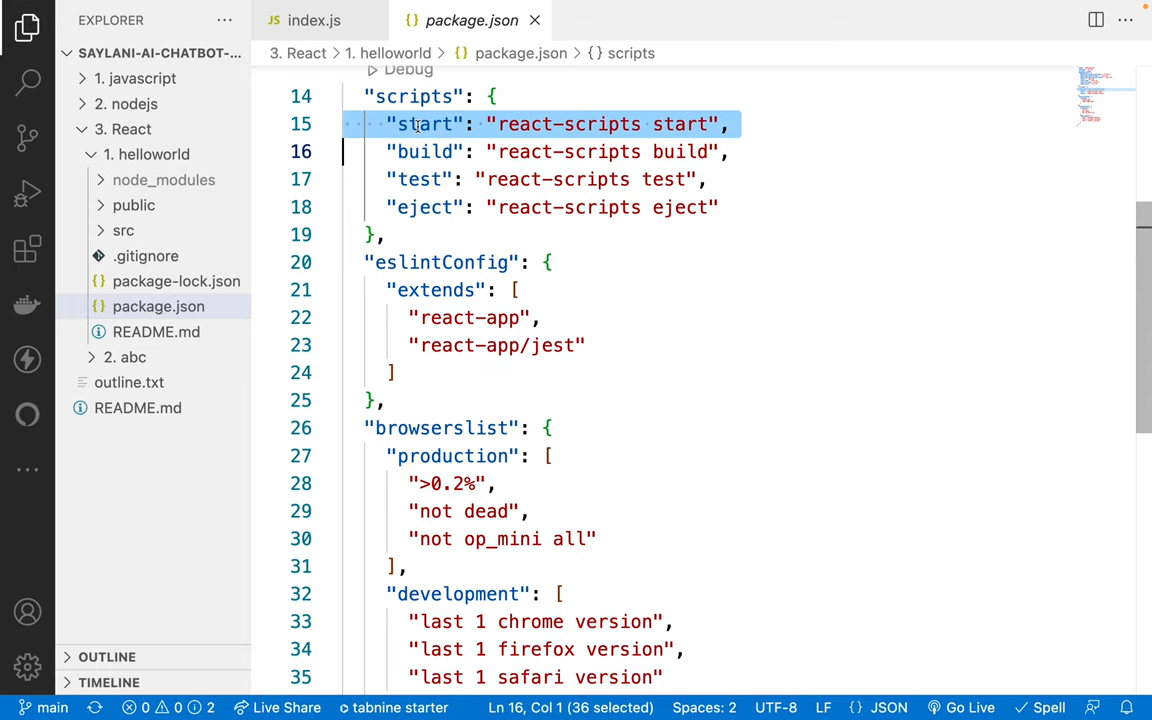 EXPLORER
SAYLANI-AI-CHATBOT-...
1. javascript
2. nodejs
3. React
1. helloworld
node_modules
public
src
.gitignore
package-lock.json
package.json
README.md
2. abc
outline.txt
README.md
OUTLINE
TIMELINE
JS index.js
{} package.json
3. React > 1. helloworld > {} package.json > {} scripts
Debug
14 "scripts": {
15 "start": "react-scripts start",
16 "build": "react-scripts build",
17 "test": "react-scripts test",
18 "eject": "react-scripts eject"
19 },
20 "eslintConfig": {
21 "extends": [
22 "react-app",
23 "react-app/jest"
24 ]
25 },
26 "browserslist": {
27 "production": [
28 ">0.2%",
29 "not dead",
30 "not op_mini all"
31 ],
32 "development": [
33 "last 1 chrome version",
34 "last 1 firefox version",
35 "last 1 safari version"
main 0 0 2 Live Share tabnine starter Ln 16, Col 1 (36 selected) Spaces: 2 UTF-8 LF {} JSON Go Live Spell